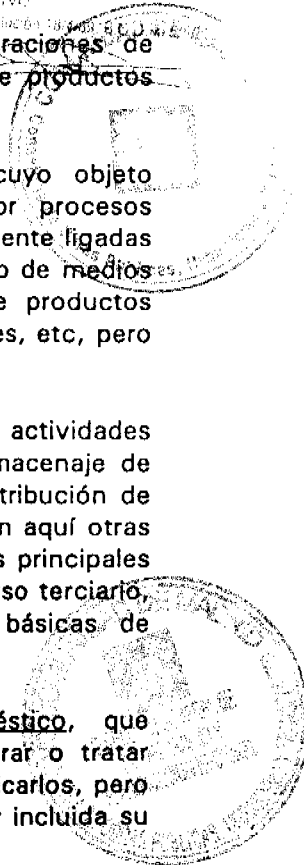 raciones de
e productos
cuyo objeto
or procesos
ente ligadas
o de medios
e productos
es, etc, pero
actividades
macenaje de
tribución de
n aquí otras
s principales
so terciario,
básicas de
éstico, que
rar o tratar
carlos, pero
r incluida su